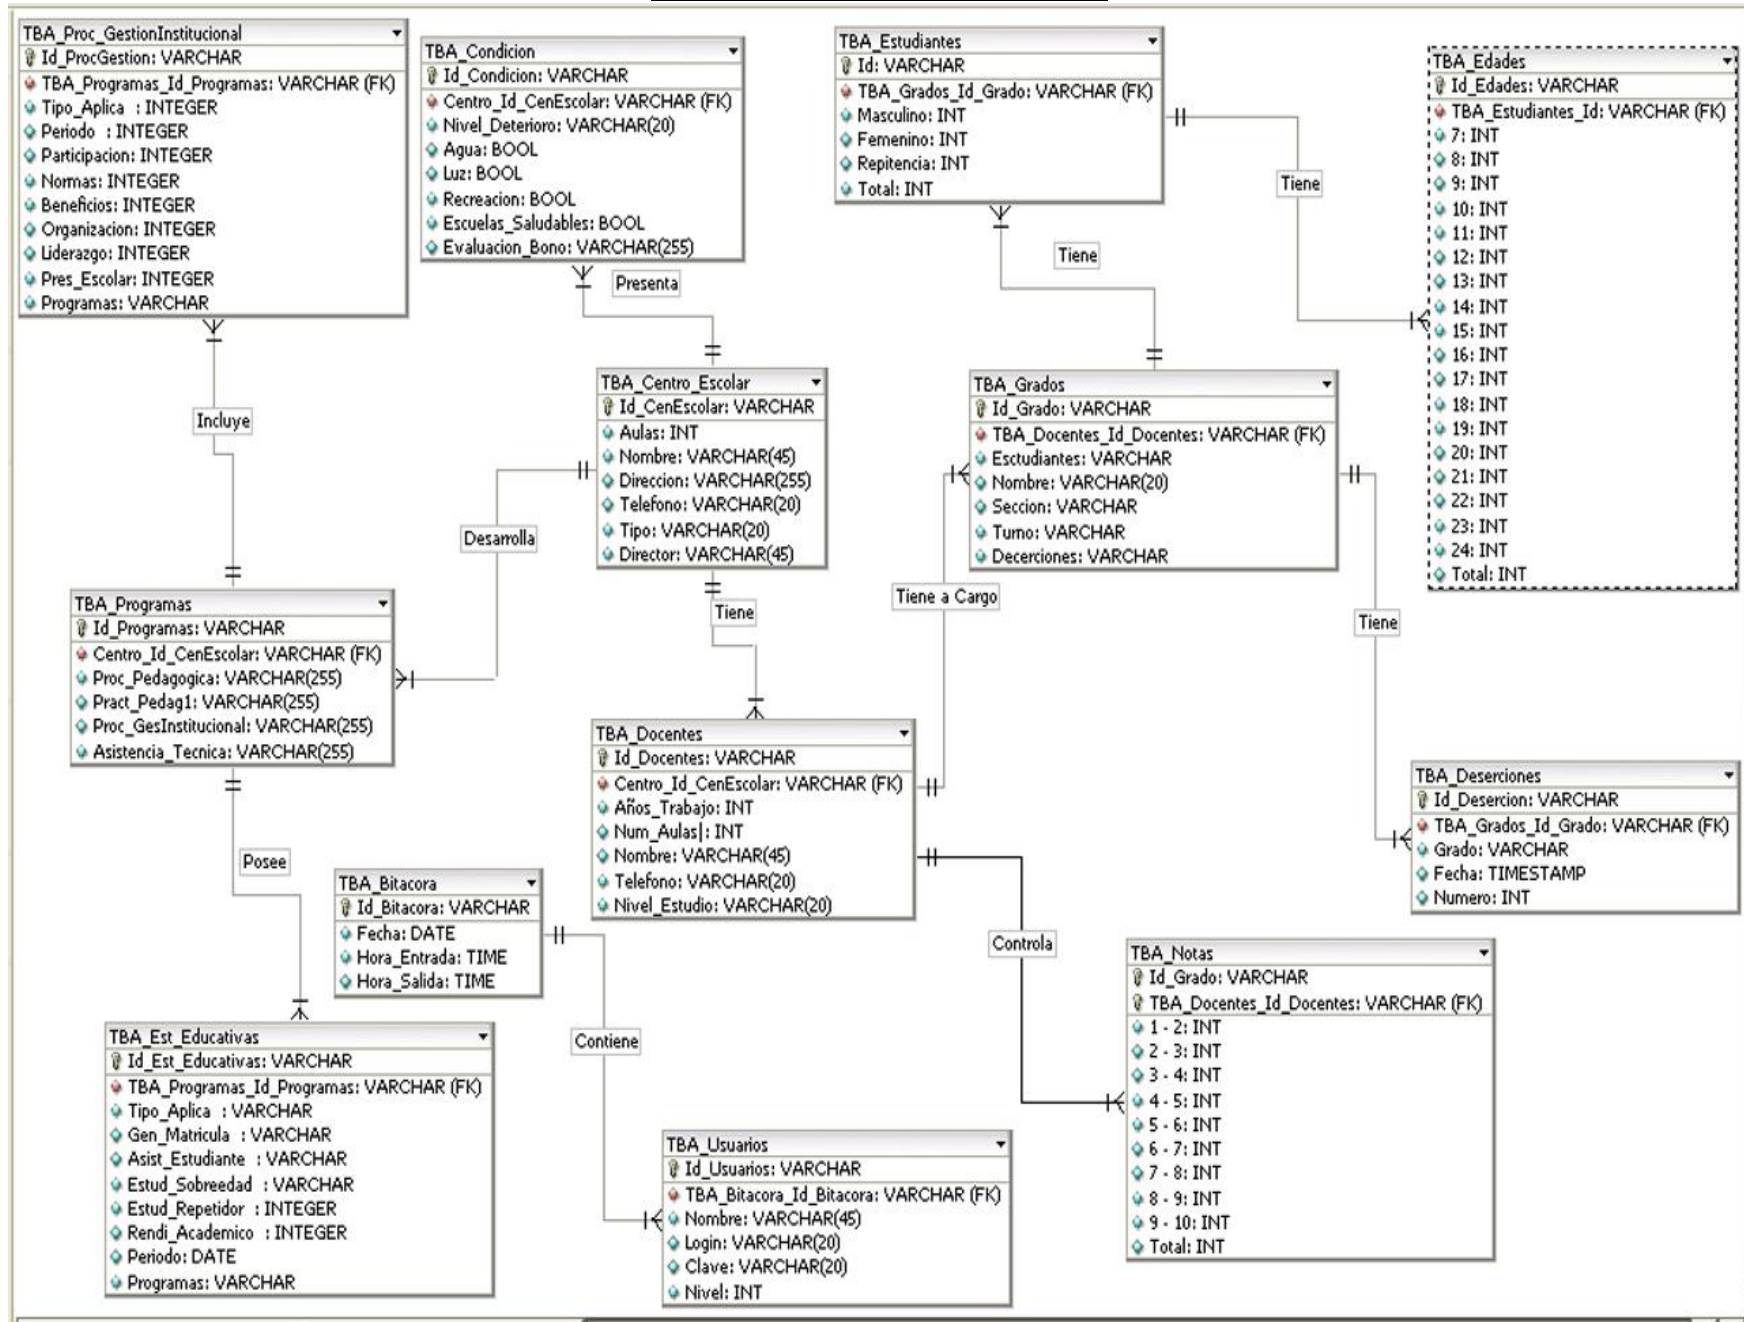 TBA_Proc_GestionInstitucional
Id_ProcGestion: VARCHAR
TBA_Programas_Id_Programas: VARCHAR (FK)
Tipo_Aplica : INTEGER
Periodo : INTEGER
Participacion: INTEGER
Normas: INTEGER
Beneficios: INTEGER
Organizacion: INTEGER
Liderazgo: INTEGER
Pres_Escolar: INTEGER
Programas: VARCHAR
TBA_Condicion
Id_Condicion: VARCHAR
Centro_Id_CenEscolar: VARCHAR (FK)
Nivel_Deterioro: VARCHAR(20)
Agua: BOOL
Luz: BOOL
Recreacion: BOOL
Escuelas_Saludables: BOOL
Evaluacion_Bono: VARCHAR(255)
TBA_Estudiantes
Id: VARCHAR
TBA_Grados_Id_Grado: VARCHAR (FK)
Masculino: INT
Femenino: INT
Repitencia: INT
Total: INT
TBA_Edades
Id_Edades: VARCHAR
TBA_Estudiantes_Id: VARCHAR (FK)
7: INT
8: INT
9: INT
10: INT
11: INT
12: INT
13: INT
14: INT
15: INT
16: INT
17: INT
18: INT
19: INT
20: INT
21: INT
22: INT
23: INT
24: INT
Total: INT
Tiene
Tiene
Presenta
Incluye
TBA_Centro_Escolar
Id_CenEscolar: VARCHAR
Aulas: INT
Nombre: VARCHAR(45)
Direccion: VARCHAR(255)
Telefono: VARCHAR(20)
Tipo: VARCHAR(20)
Director: VARCHAR(45)
TBA_Grados
Id_Grado: VARCHAR
TBA_Docentes_Id_Docentes: VARCHAR (FK)
Esctudiantes: VARCHAR
Nombre: VARCHAR(20)
Seccion: VARCHAR
Turno: VARCHAR
Decerciones: VARCHAR
Desarrolla
Tiene
Tiene a Cargo
Tiene
TBA_Programas
Id_Programas: VARCHAR
Centro_Id_CenEscolar: VARCHAR (FK)
Proc_Pedagogica: VARCHAR(255)
Pract_Pedag1: VARCHAR(255)
Proc_GesInstitucional: VARCHAR(255)
Asistencia_Tecnica: VARCHAR(255)
TBA_Docentes
Id_Docentes: VARCHAR
Centro_Id_CenEscolar: VARCHAR (FK)
Años_Trabajo: INT
Num_Aulas|: INT
Nombre: VARCHAR(45)
Telefono: VARCHAR(20)
Nivel_Estudio: VARCHAR(20)
TBA_Deserciones
Id_Desercion: VARCHAR
TBA_Grados_Id_Grado: VARCHAR (FK)
Grado: VARCHAR
Fecha: TIMESTAMP
Numero: INT
Posee
TBA_Bitacora
Id_Bitacora: VARCHAR
Fecha: DATE
Hora_Entrada: TIME
Hora_Salida: TIME
Controla
TBA_Notas
Id_Grado: VARCHAR
TBA_Docentes_Id_Docentes: VARCHAR (FK)
1 - 2: INT
2 - 3: INT
3 - 4: INT
4 - 5: INT
5 - 6: INT
6 - 7: INT
7 - 8: INT
8 - 9: INT
9 - 10: INT
Total: INT
Contiene
TBA_Est_Educativas
Id_Est_Educativas: VARCHAR
TBA_Programas_Id_Programas: VARCHAR (FK)
Tipo_Aplica : VARCHAR
Gen_Matricula : VARCHAR
Asist_Estudiante : VARCHAR
Estud_Sobreedad : VARCHAR
Estud_Repetidor : INTEGER
Rendi_Academico : INTEGER
Periodo: DATE
Programas: VARCHAR
TBA_Usuarios
Id_Usuarios: VARCHAR
TBA_Bitacora_Id_Bitacora: VARCHAR (FK)
Nombre: VARCHAR(45)
Login: VARCHAR(20)
Clave: VARCHAR(20)
Nivel: INT